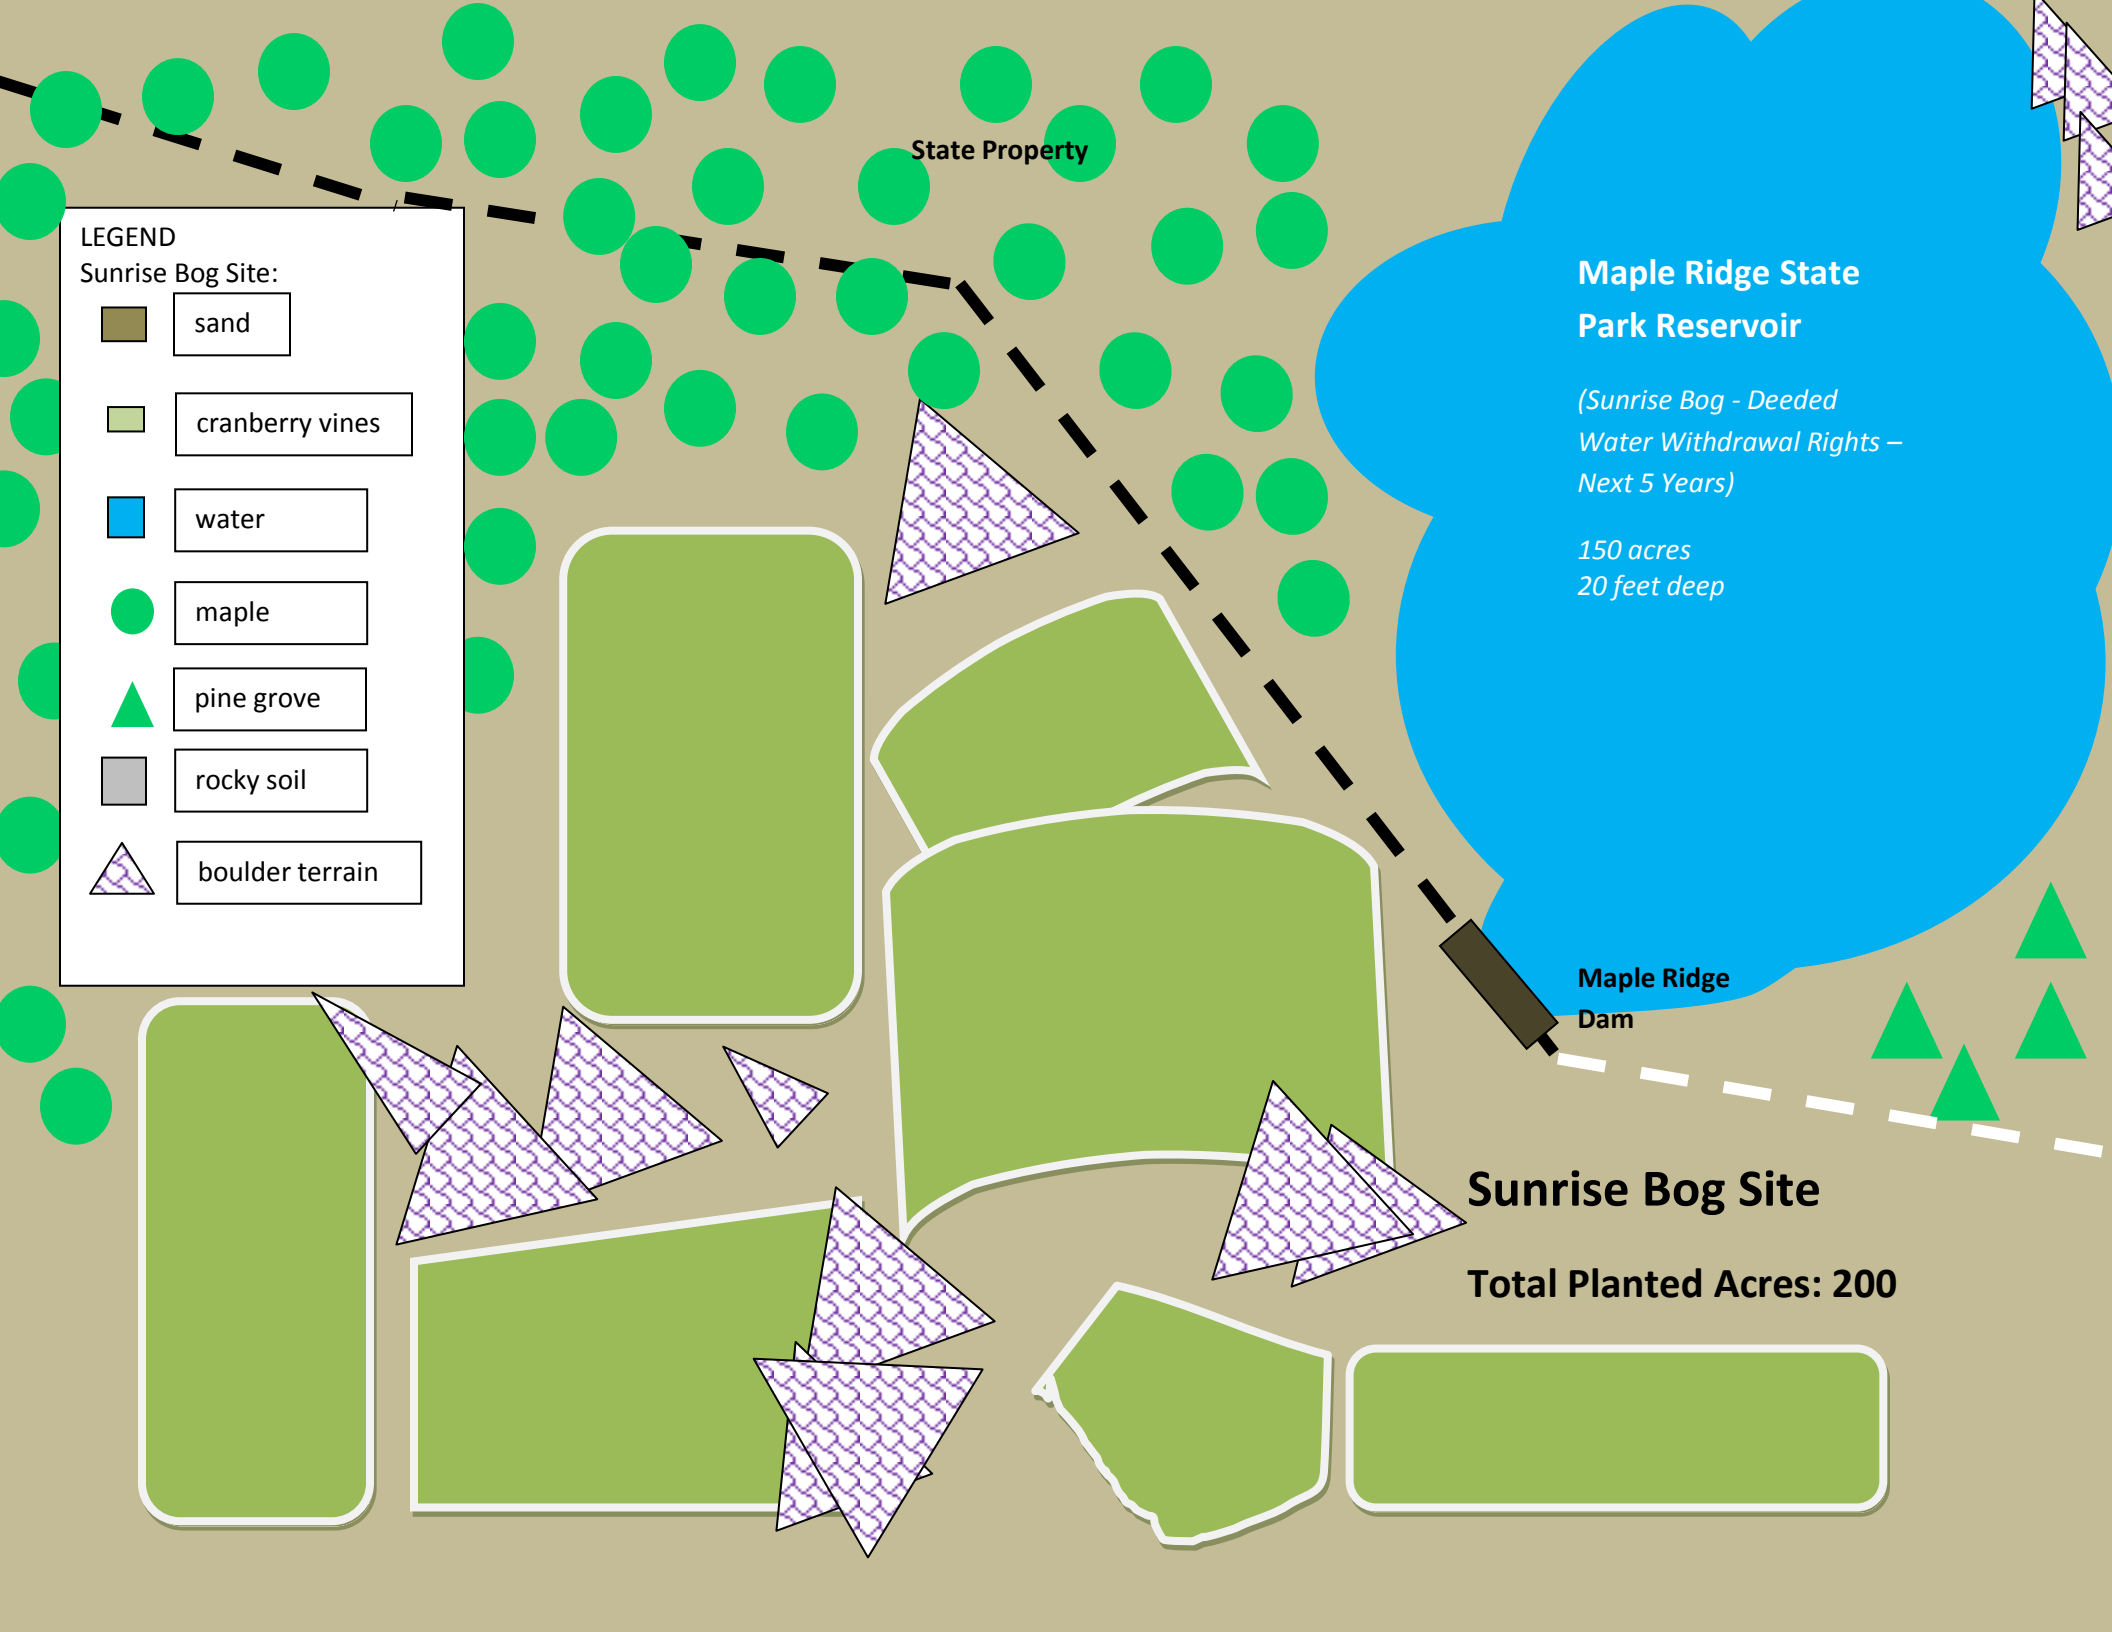 State Property
LEGEND
Sunrise Bog Site:
sand
cranberry vines
water
maple
pine grove
rocky soil
boulder terrain
Maple Ridge State
Park Reservoir
(Sunrise Bog - Deeded
Water Withdrawal Rights –
Next 5 Years)
150 acres
20 feet deep
Maple Ridge
Dam
Sunrise Bog Site
Total Planted Acres: 200